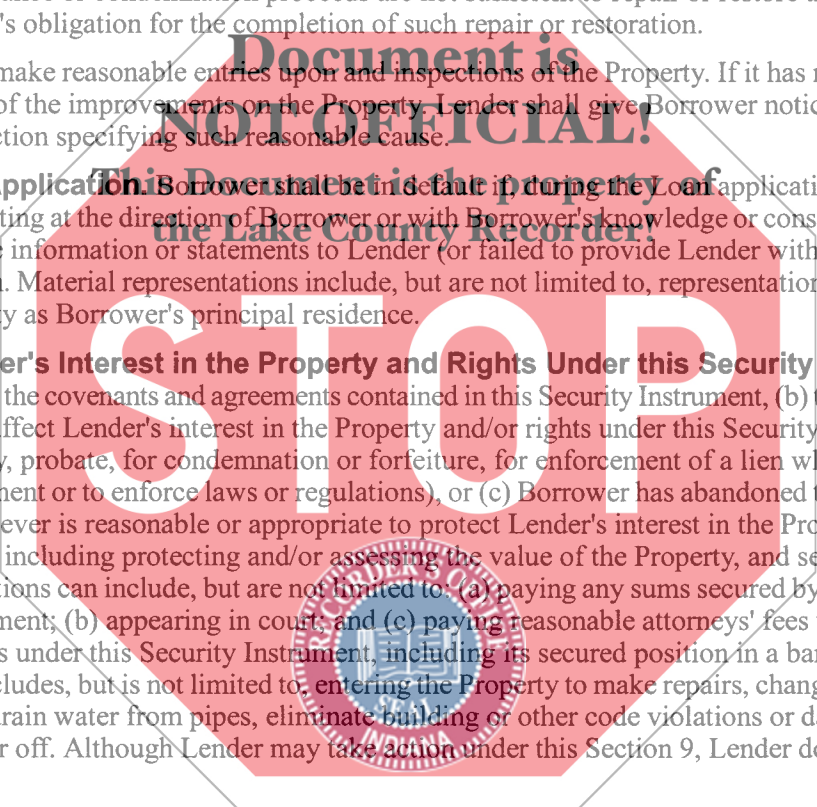 's obligation for the completion of such repair or restoration.
Document is
make reasonable entries upon and inspections of the Property. If it has
of the improvements on the Property, Lender shall give Borrower notic
NOT OFFICIAL!
ction specifying such reasonable cause.
This Document is the property of
Application. Borrower shall be in default if, during the Loan applicati
ting at the direction of Borrower or with Borrower's knowledge or cons
the Lake County Recorder!
e information or statements to Lender (or failed to provide Lender with
. Material representations include, but are not limited to, representation
y as Borrower's principal residence.
STOP
er's Interest in the Property and Rights Under this Security
the covenants and agreements contained in this Security Instrument, (b)
affect Lender's interest in the Property and/or rights under this Security
, probate, for condemnation or forfeiture, for enforcement of a lien wh
ment or to enforce laws or regulations), or (c) Borrower has abandoned
ever is reasonable or appropriate to protect Lender's interest in the Pro
including protecting and/or assessing the value of the Property, and se
tions can include, but are not limited to: (a) paying any sums secured by
ment; (b) appearing in court; and (c) paying reasonable attorneys' fees
s under this Security Instrument, including its secured position in a ban
cludes, but is not limited to, entering the Property to make repairs, chang
rain water from pipes, eliminate building or other code violations or da
r off. Although Lender may take action under this Section 9, Lender do
RECORDER'S OFFICE
SEAL
INDIANA